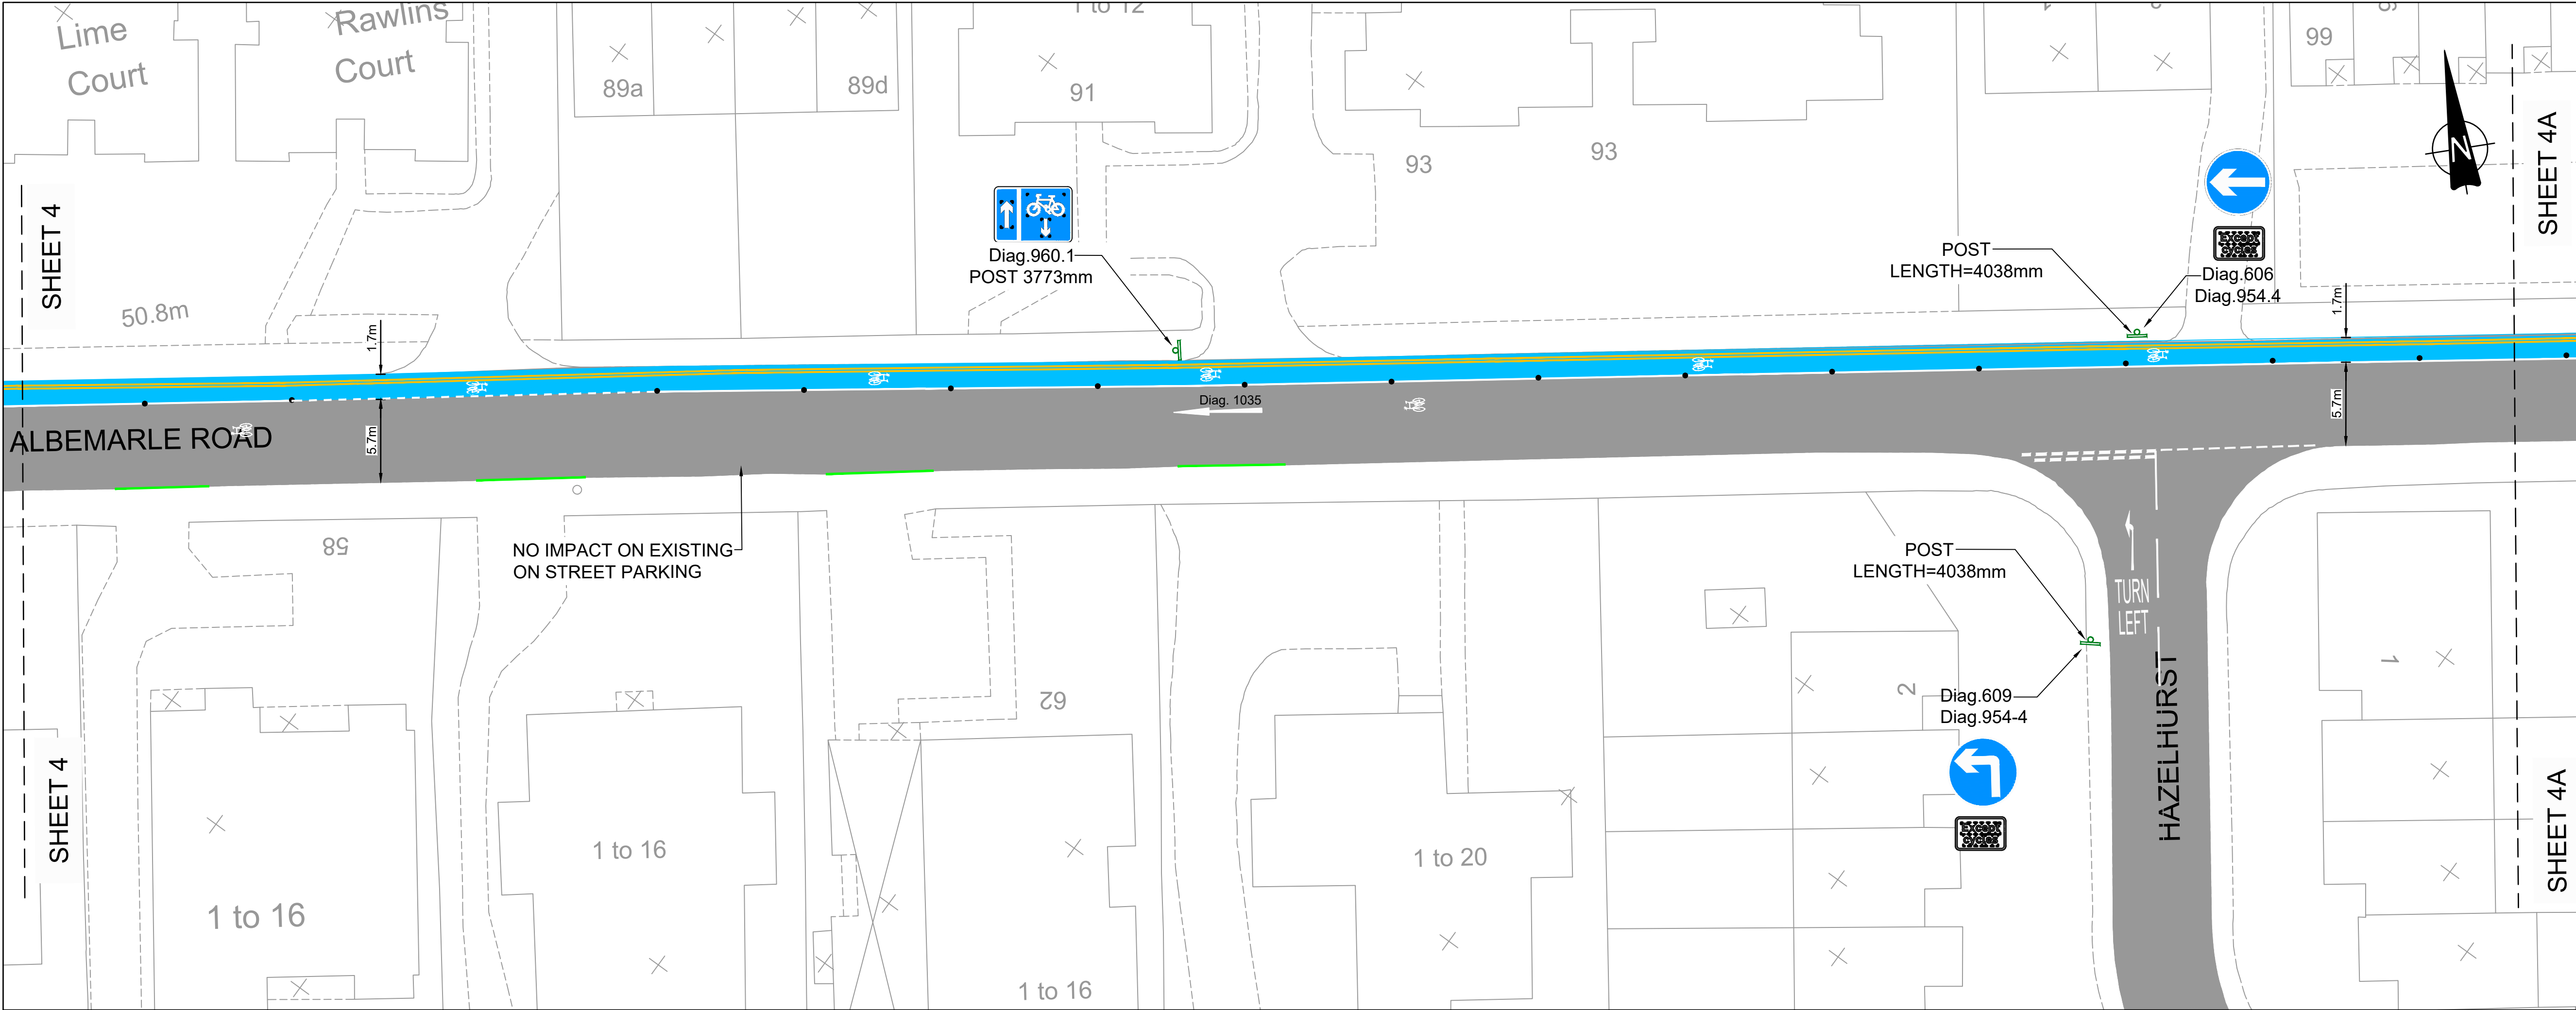 Lime
Court
Rawlins
Court
89a
89d
1 to 12
91
93
93
99
SHEET 4
SHEET 4A
N
50.8m
Diag.960.1
POST 3773mm
POST
LENGTH=4038mm
Diag.606
Diag.954.4
1.7m
1.7m
5.7m
5.7m
Diag. 1035
ALBEMARLE ROAD
NO IMPACT ON EXISTING
ON STREET PARKING
58
62
POST
LENGTH=4038mm
TURN
LEFT
HAZELHURST
Diag.609
Diag.954-4
2
1
1 to 16
1 to 16
1 to 16
1 to 20
SHEET 4
SHEET 4A